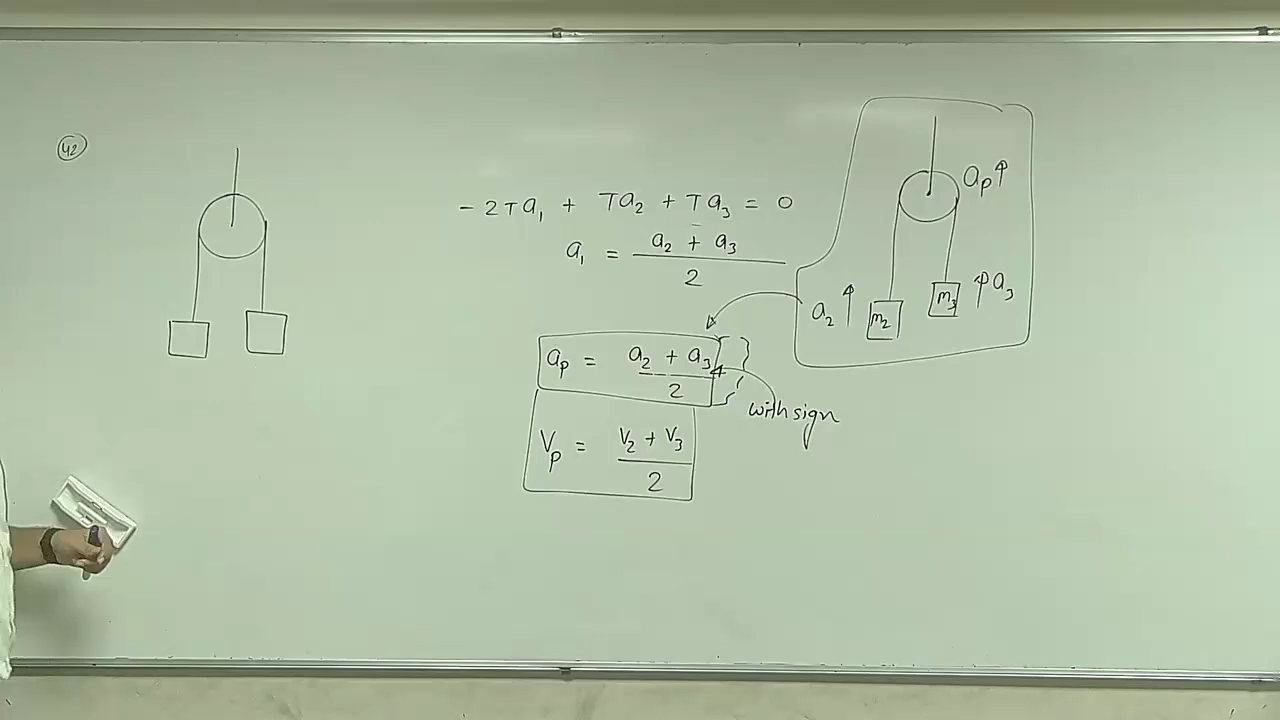 42
- 2Ta₁ + Ta₂ + Ta₃ = 0
a₁ = (a₂ + a₃)/2
aₚ = (a₂ + a₃)/2
with sign
Vₚ = (V₂ + V₃)/2
aₚ↑
a₂ ↑ m₂
m₃ ↑ a₃